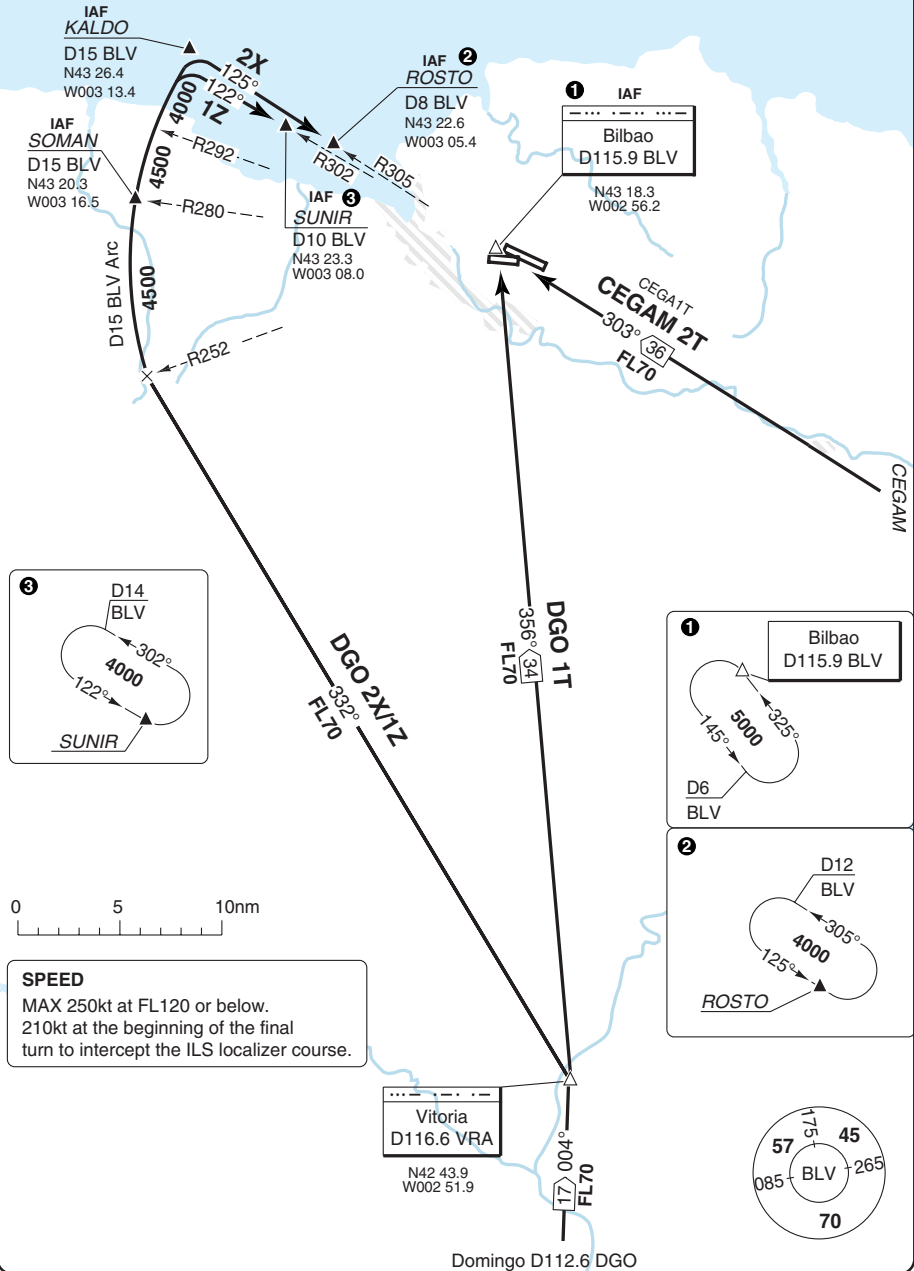 IAF
KALDO
D15 BLV
N43 26.4
W003 13.4
2X
125°
122°
1Z
4000
IAF ❷
ROSTO
D8 BLV
N43 22.6
W003 05.4
❶ IAF
Bilbao
D115.9 BLV
N43 18.3
W002 56.2
IAF
SOMAN
D15 BLV
N43 20.3
W003 16.5
4500
R292
R302
R305
R280
IAF ❸
SUNIR
D10 BLV
N43 23.3
W003 08.0
D15 BLV Arc
4500
R252
CEGA1T
CEGAM 2T
303° 36
FL70
CEGAM
❸
D14
BLV
302°
4000
122°
SUNIR
DGO 2X/1Z
332°
FL70
DGO 1T
356° 34
FL70
❶
Bilbao
D115.9 BLV
325°
5000
145°
D6
BLV
❷
D12
BLV
305°
4000
125°
ROSTO
0 5 10nm
SPEED
MAX 250kt at FL120 or below.
210kt at the beginning of the final
turn to intercept the ILS localizer course.
Vitoria
D116.6 VRA
N42 43.9
W002 51.9
17 004°
FL70
Domingo D112.6 DGO
175
57 45
085 BLV 265
70